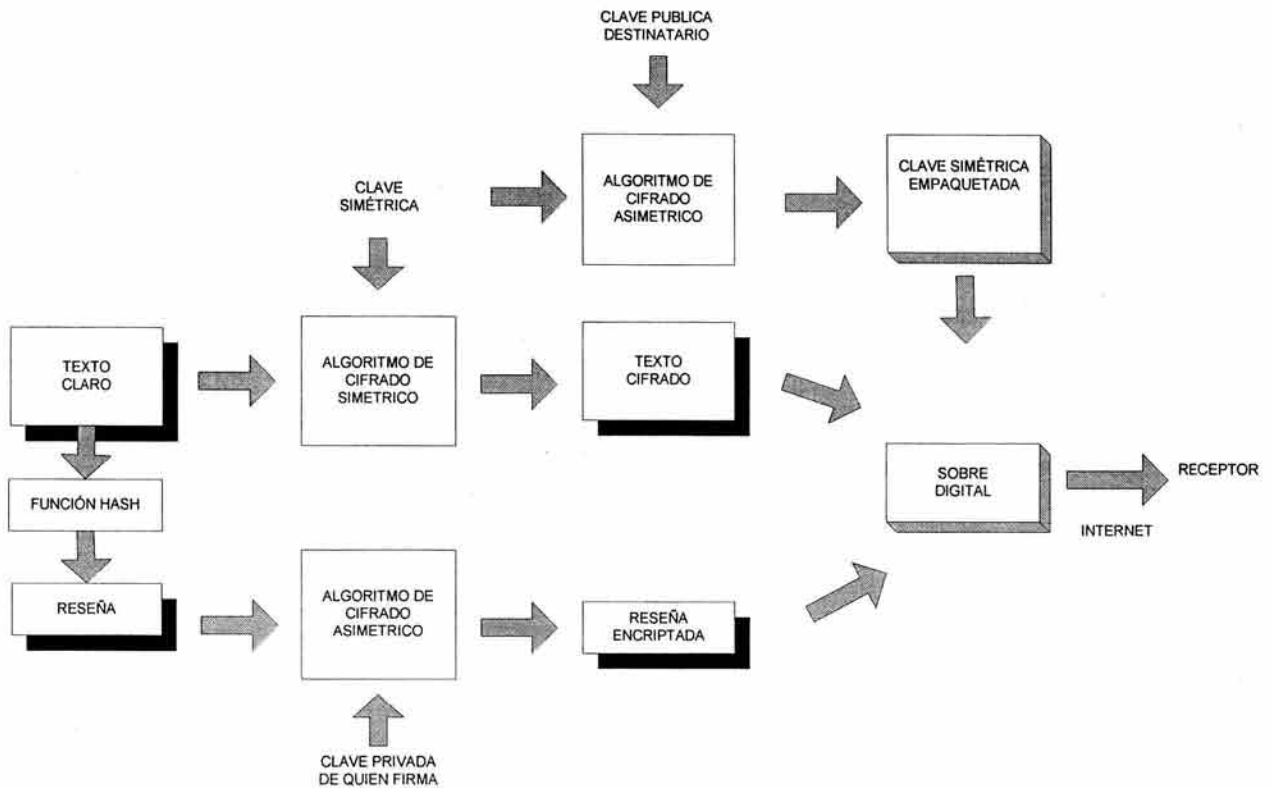 CLAVE PUBLICA
DESTINATARIO
ALGORITMO DE
CIFRADO
ASIMETRICO
CLAVE SIMÉTRICA
EMPAQUETADA
CLAVE
SIMÉTRICA
TEXTO
CLARO
ALGORITMO DE
CIFRADO
SIMETRICO
TEXTO
CIFRADO
SOBRE
DIGITAL
RECEPTOR
INTERNET
FUNCIÓN HASH
RESEÑA
ALGORITMO DE
CIFRADO
ASIMETRICO
RESEÑA
ENCRIPTADA
CLAVE PRIVADA
DE QUIEN FIRMA